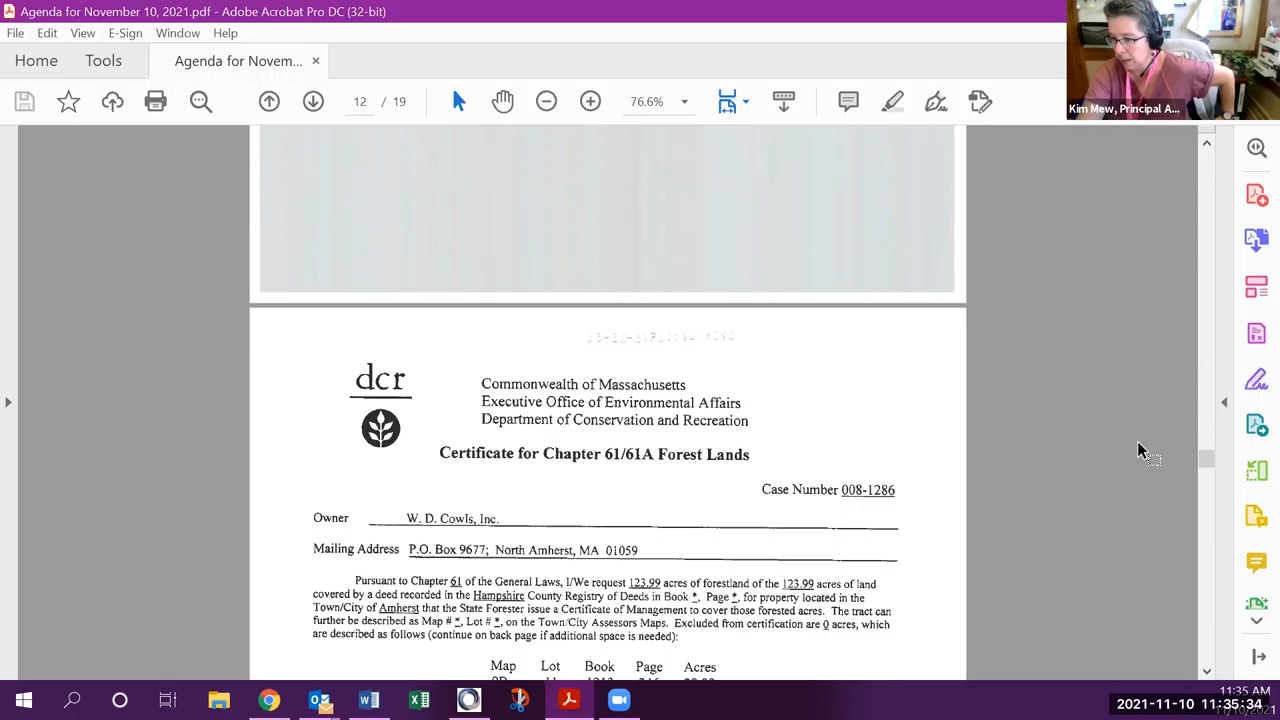 Agenda for November 10, 2021.pdf - Adobe Acrobat Pro DC (32-bit)
File Edit View E-Sign Window Help
Home Tools Agenda for Novem... ×
12 / 19 76.6%
Kim Mew, Principal A...
dcr
Commonwealth of Massachusetts
Executive Office of Environmental Affairs
Department of Conservation and Recreation
Certificate for Chapter 61/61A Forest Lands
Case Number 008-1286
Owner W. D. Cowls, Inc.
Mailing Address P.O. Box 9677; North Amherst, MA 01059
Pursuant to Chapter 61 of the General Laws, I/We request 123.99 acres of forestland of the 123.99 acres of land
covered by a deed recorded in the Hampshire County Registry of Deeds in Book *, Page *, for property located in the
Town/City of Amherst that the State Forester issue a Certificate of Management to cover those forested acres. The tract can
further be described as Map # *, Lot # *, on the Town/City Assessors Maps. Excluded from certification are 0 acres, which
are described as follows (continue on back page if additional space is needed):
Map Lot Book Page Acres
11:35 AM
2021-11-10 11:35:34